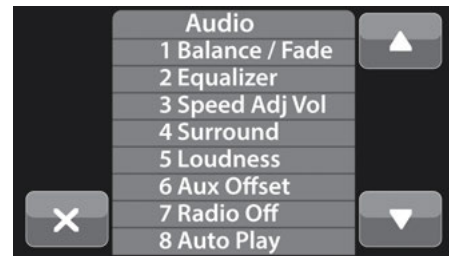 Audio
1 Balance / Fade
2 Equalizer
3 Speed Adj Vol
4 Surround
5 Loudness
6 Aux Offset
7 Radio Off
8 Auto Play